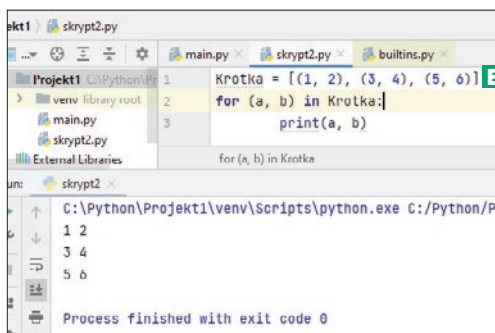 ekt1 skrypt2.py
main.py × skrypt2.py × builtins.py ×
Projekt1 C:\Python\Pr
venv library root
main.py
skrypt2.py
External Libraries
1 Krotka = [(1, 2), (3, 4), (5, 6)]
2 for (a, b) in Krotka:
3 print(a, b)
for (a, b) in Krotka
un: skrypt2 ×
C:\Python\Projekt1\venv\Scripts\python.exe C:/Python/P
1 2
3 4
5 6
Process finished with exit code 0